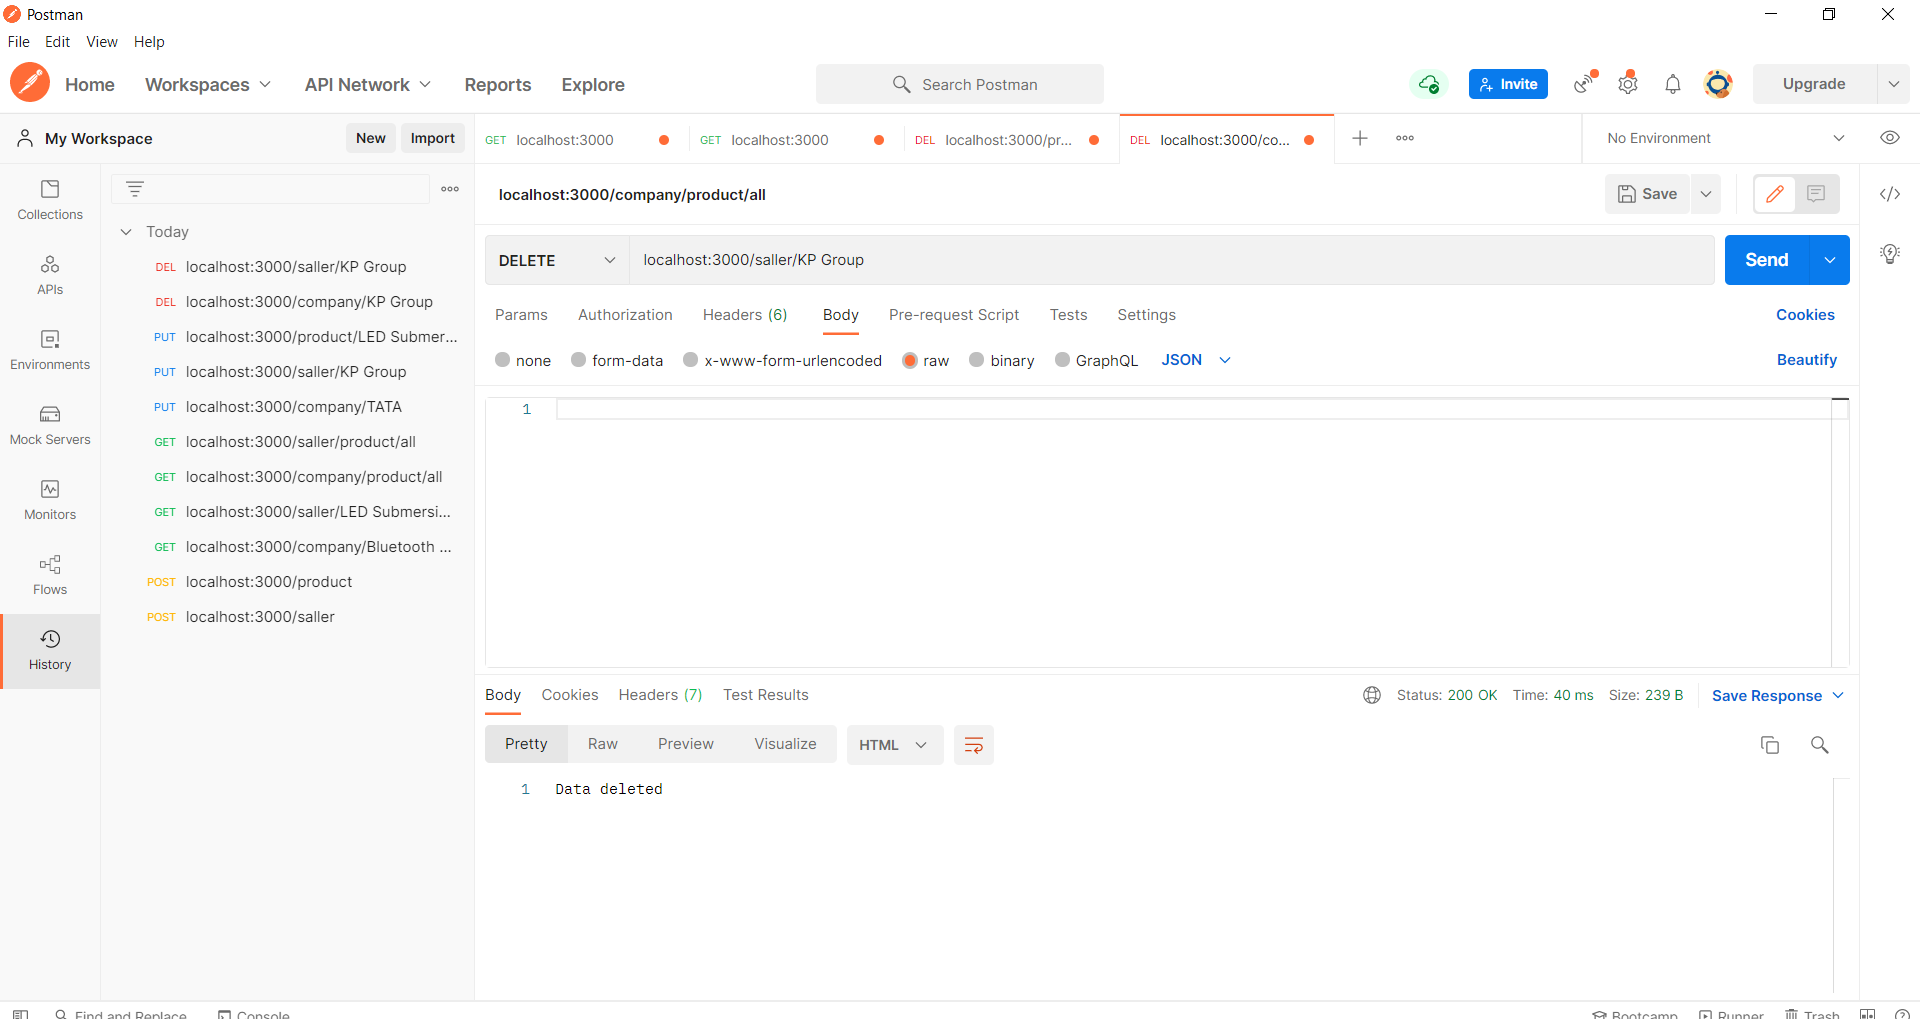 Postman
File Edit View Help
Home Workspaces API Network Reports Explore Search Postman Invite Upgrade
My Workspace New Import GET localhost:3000 GET localhost:3000 DEL localhost:3000/pr... DEL localhost:3000/co... No Environment
localhost:3000/company/product/all Save
Collections
APIs
Environments
Mock Servers
Monitors
Flows
History
Today
DEL localhost:3000/saller/KP Group
DEL localhost:3000/company/KP Group
PUT localhost:3000/product/LED Submer...
PUT localhost:3000/saller/KP Group
PUT localhost:3000/company/TATA
GET localhost:3000/saller/product/all
GET localhost:3000/company/product/all
GET localhost:3000/saller/LED Submersi...
GET localhost:3000/company/Bluetooth ...
POST localhost:3000/product
POST localhost:3000/saller
DELETE localhost:3000/saller/KP Group Send
Params Authorization Headers (6) Body Pre-request Script Tests Settings Cookies
none form-data x-www-form-urlencoded raw binary GraphQL JSON Beautify
1
Body Cookies Headers (7) Test Results Status: 200 OK Time: 40 ms Size: 239 B Save Response
Pretty Raw Preview Visualize HTML
1 Data deleted
Find and Replace Console Bootcamp Runner Trash